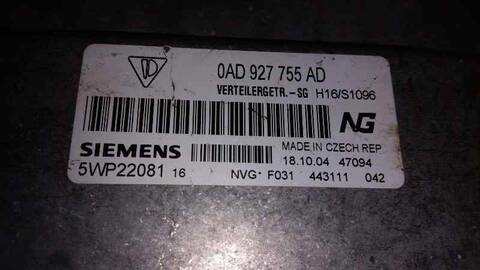 0AD 927 755 AD
VERTEILERGETR.-SG H16/S1096
NG
SIEMENS MADE IN CZECH REP
18.10.04 47094
5WP22081 16 NVG F031 443111 042